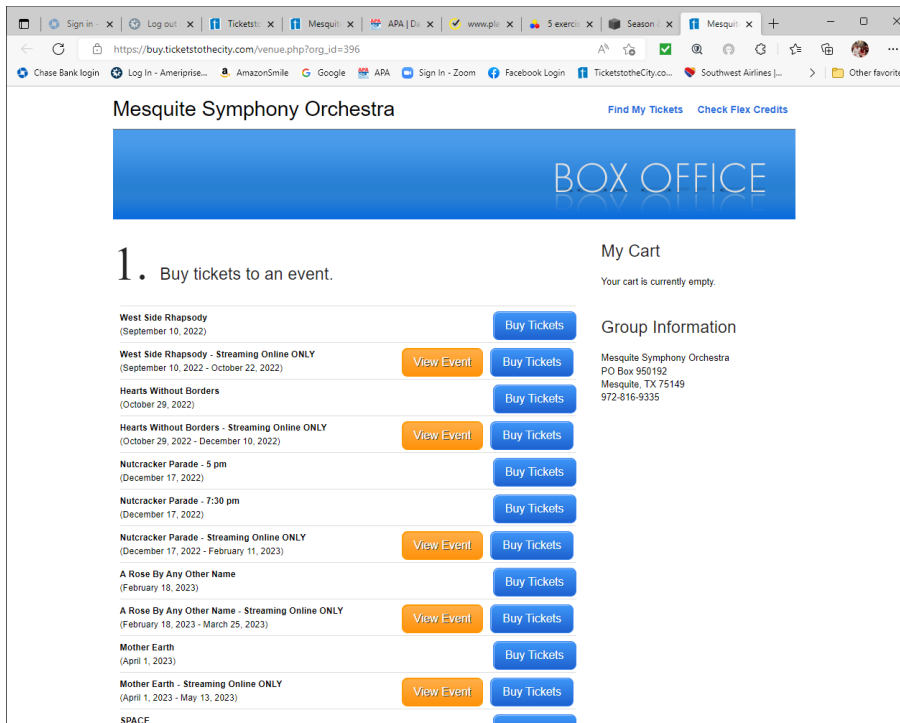 Sign in -
Log out
Tickets
Mesquit
APA | Da
www.ple
5 exerci
Season &
Mesquit
https://buy.ticketstothecity.com/venue.php?org_id=396
Chase Bank login
Log In - Ameriprise...
AmazonSmile
Google
APA
Sign In - Zoom
Facebook Login
TicketstotheCity.co...
Southwest Airlines |...
Other favorite
Mesquite Symphony Orchestra
Find My Tickets Check Flex Credits
BOX OFFICE
1. Buy tickets to an event.
West Side Rhapsody
(September 10, 2022)
Buy Tickets
West Side Rhapsody - Streaming Online ONLY
(September 10, 2022 - October 22, 2022)
View Event Buy Tickets
Hearts Without Borders
(October 29, 2022)
Buy Tickets
Hearts Without Borders - Streaming Online ONLY
(October 29, 2022 - December 10, 2022)
View Event Buy Tickets
Nutcracker Parade - 5 pm
(December 17, 2022)
Buy Tickets
Nutcracker Parade - 7:30 pm
(December 17, 2022)
Buy Tickets
Nutcracker Parade - Streaming Online ONLY
(December 17, 2022 - February 11, 2023)
View Event Buy Tickets
A Rose By Any Other Name
(February 18, 2023)
Buy Tickets
A Rose By Any Other Name - Streaming Online ONLY
(February 18, 2023 - March 25, 2023)
View Event Buy Tickets
Mother Earth
(April 1, 2023)
Buy Tickets
Mother Earth - Streaming Online ONLY
(April 1, 2023 - May 13, 2023)
View Event Buy Tickets
SPACE
My Cart
Your cart is currently empty.
Group Information
Mesquite Symphony Orchestra
PO Box 950192
Mesquite, TX 75149
972-816-9335